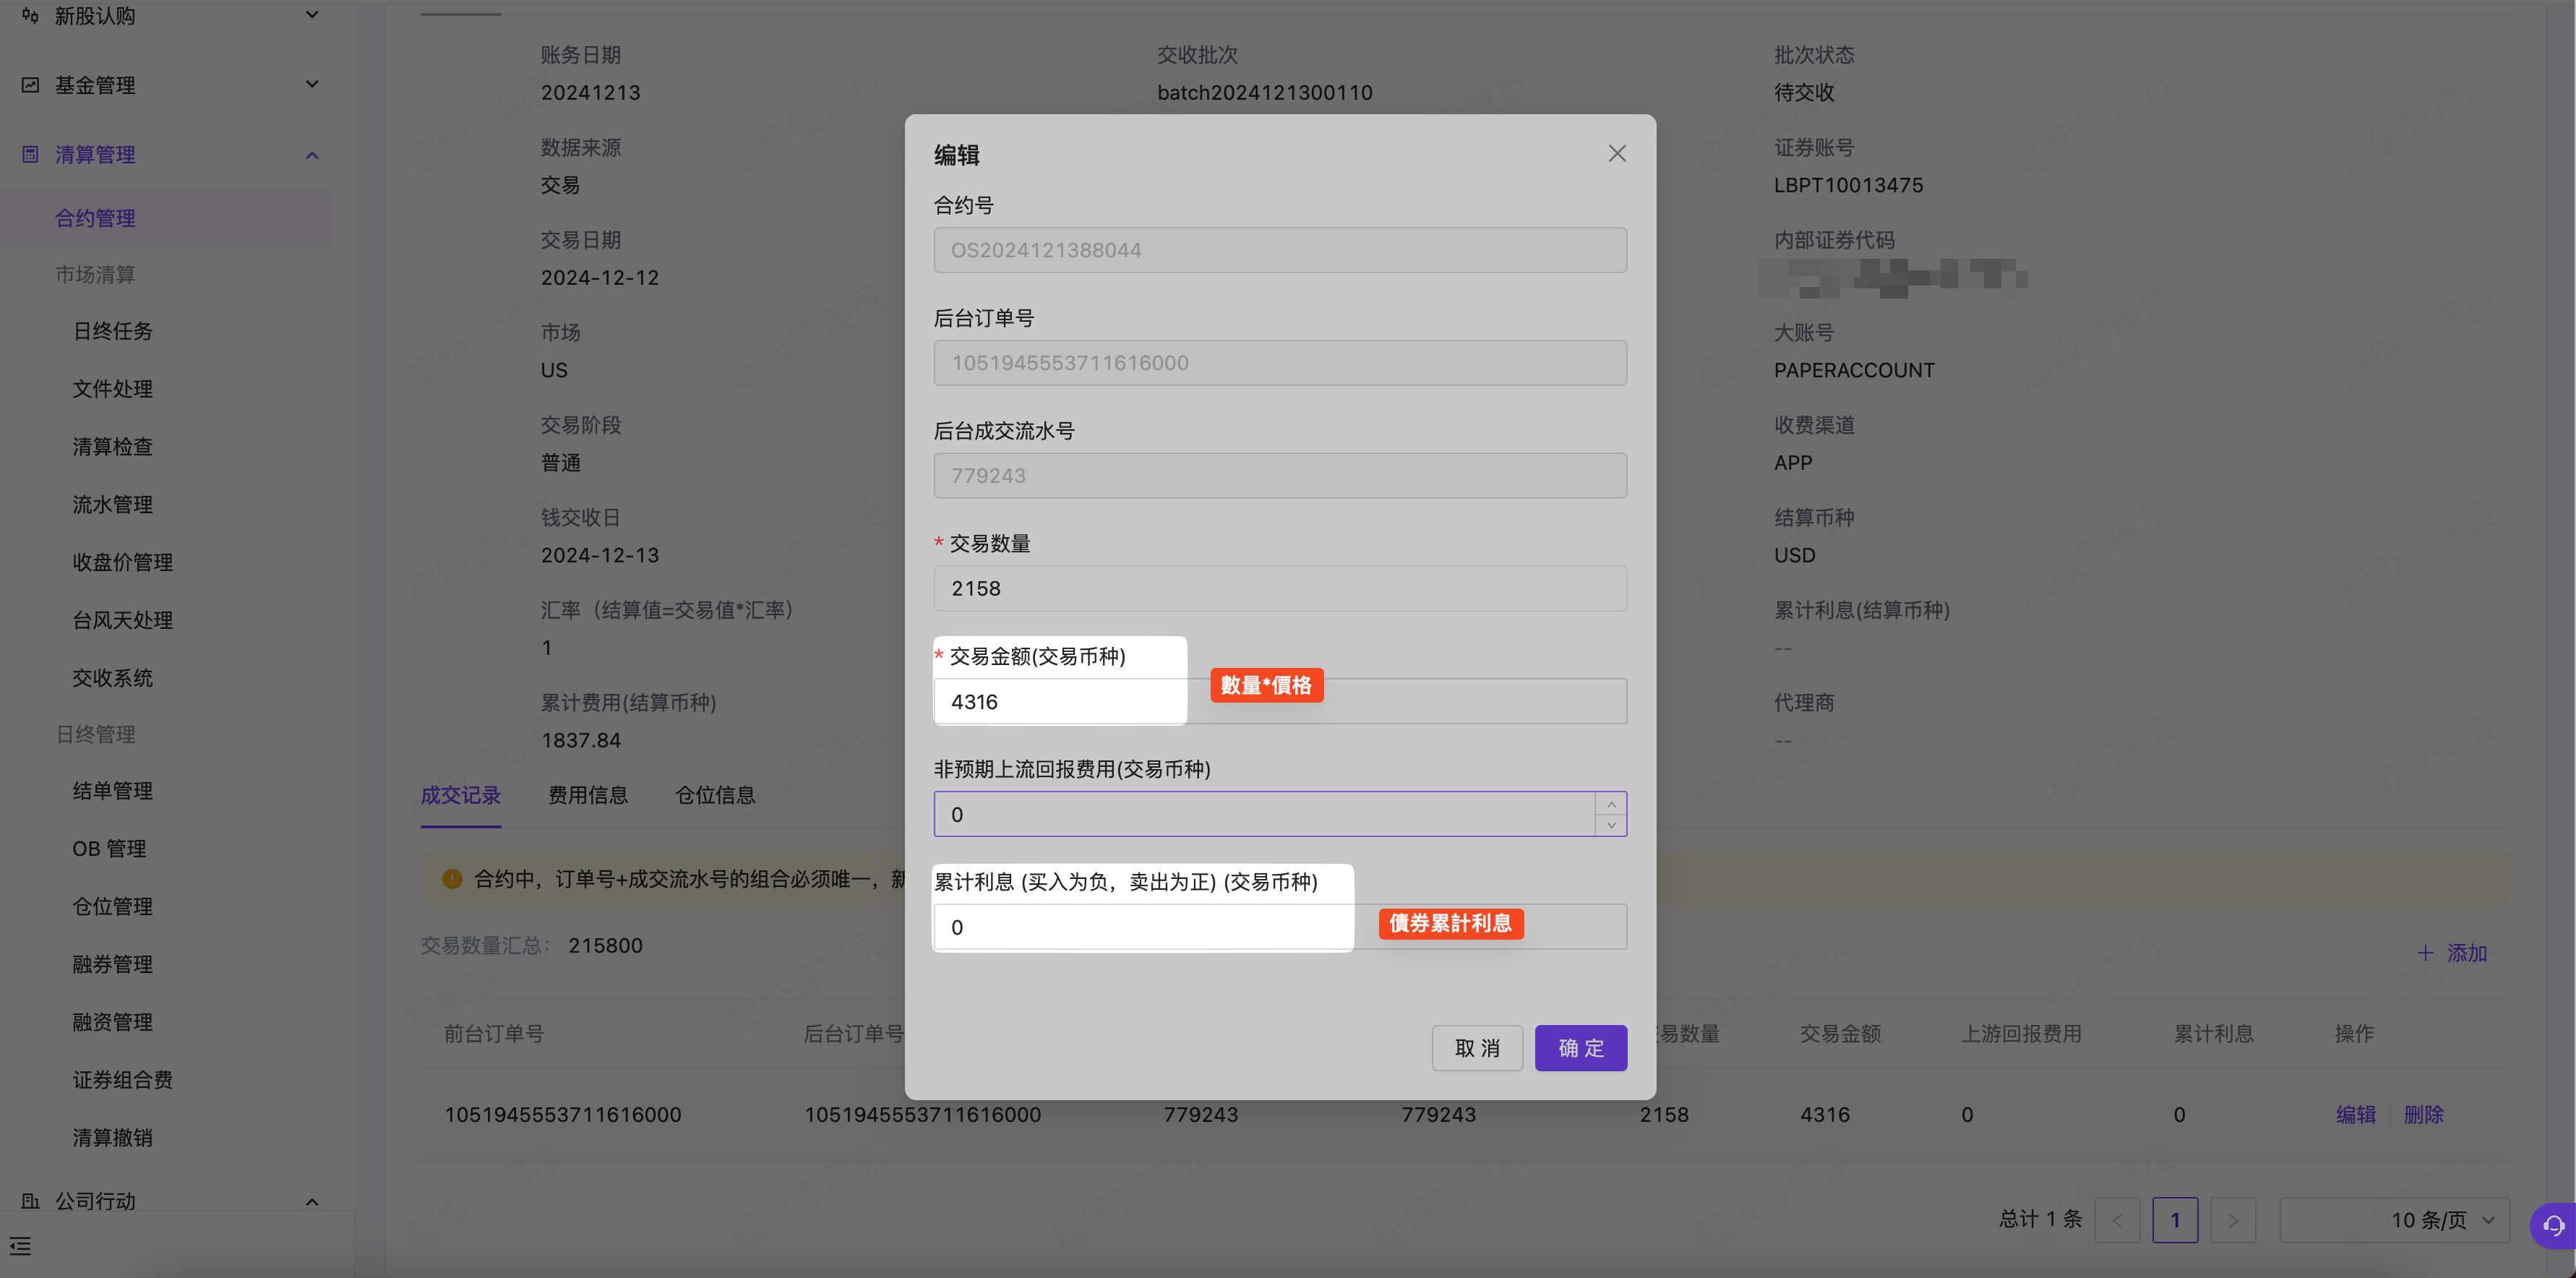 新股认购
基金管理
清算管理
合约管理
市场清算
日终任务
文件处理
清算检查
流水管理
收盘价管理
台风天处理
交收系统
日终管理
结单管理
OB 管理
仓位管理
融券管理
融资管理
证券组合费
清算撤销
公司行动
账务日期
20241213
交收批次
batch2024121300110
批次状态
待交收
数据来源
交易
证券账号
LBPT10013475
交易日期
2024-12-12
内部证券代码
市场
US
大账号
PAPERACCOUNT
交易阶段
普通
收费渠道
APP
钱交收日
2024-12-13
结算币种
USD
汇率（结算值=交易值*汇率）
1
累计利息(结算币种)
--
累计费用(结算币种)
1837.84
代理商
--
成交记录 费用信息 仓位信息
合约中，订单号+成交流水号的组合必须唯一，新
交易数量汇总： 215800
添加
前台订单号 后台订单号 易数量 交易金额 上游回报费用 累计利息 操作
1051945553711616000 1051945553711616000 779243 779243 2158 4316 0 0 编辑 删除
总计 1 条 1 10 条/页
编辑
合约号
OS2024121388044
后台订单号
1051945553711616000
后台成交流水号
779243
* 交易数量
2158
* 交易金额(交易币种)
4316
數量*價格
非预期上流回报费用(交易币种)
0
累计利息 (买入为负，卖出为正) (交易币种)
0
債券累計利息
取 消 确 定
超级管理员